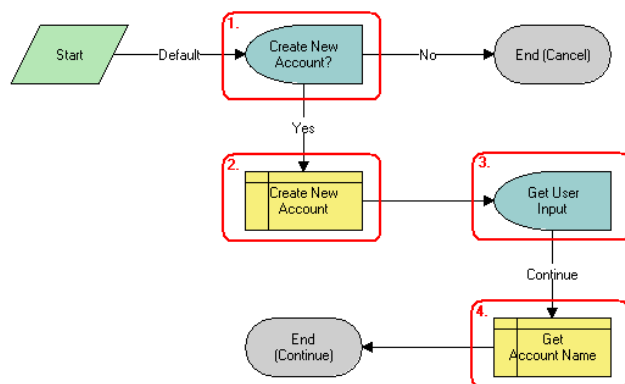 1.
Start
Default
Create New
Account?
No
End (Cancel)
Yes
2.
Create New
Account
3.
Get User
Input
Continue
End
(Continue)
4.
Get
Account Name